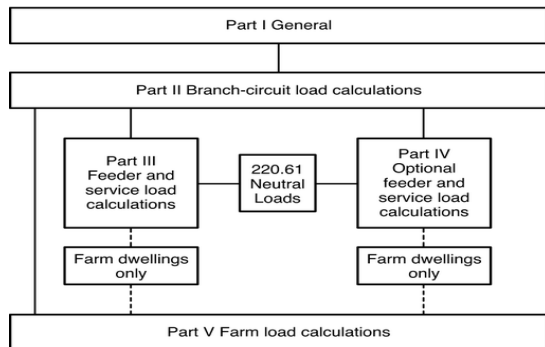 Part I General
Part II Branch-circuit load calculations
Part III
Feeder and
service load
calculations
220.61
Neutral
Loads
Part IV
Optional
feeder and
service load
calculations
Farm dwellings
only
Farm dwellings
only
Part V Farm load calculations